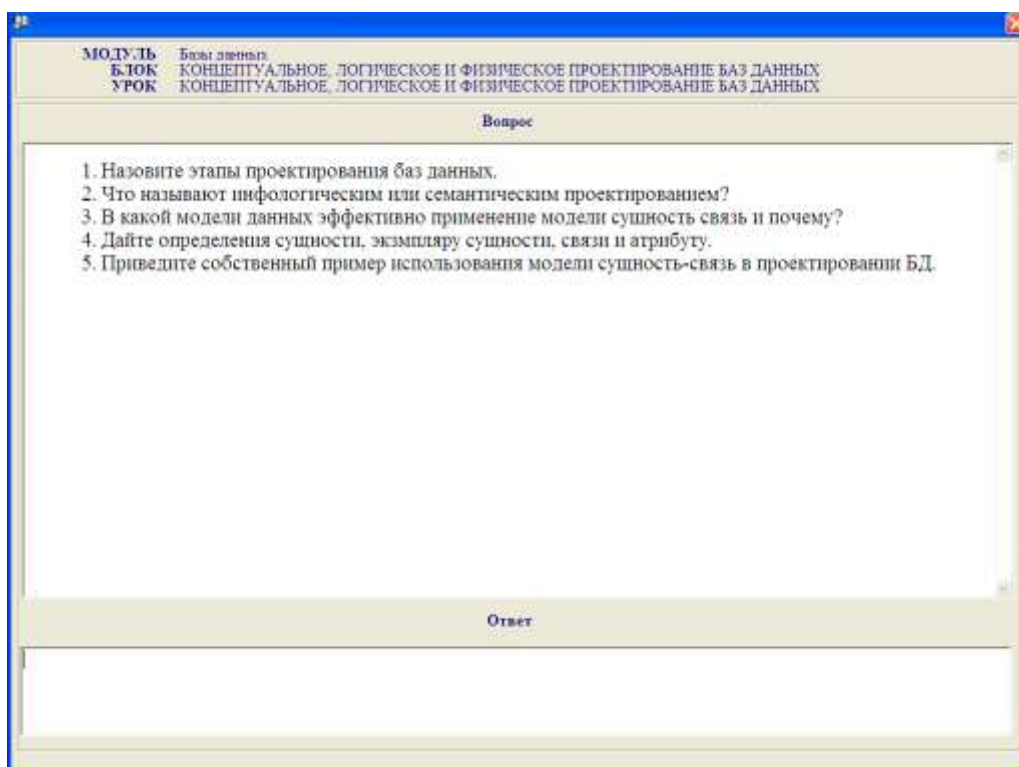 МОДУЛЬ Базы данных
БЛОК КОНЦЕПТУАЛЬНОЕ, ЛОГИЧЕСКОЕ И ФИЗИЧЕСКОЕ ПРОЕКТИРОВАНИЕ БАЗ ДАННЫХ
УРОК КОНЦЕПТУАЛЬНОЕ, ЛОГИЧЕСКОЕ И ФИЗИЧЕСКОЕ ПРОЕКТИРОВАНИЕ БАЗ ДАННЫХ
Вопрос
1. Назовите этапы проектирования баз данных.
2. Что называют инфологическим или семантическим проектированием?
3. В какой модели данных эффективно применение модели сущность связь и почему?
4. Дайте определения сущности, экзмпляру сущности, связи и атрибуту.
5. Приведите собственный пример использования модели сущность-связь в проектировании БД.
Ответ